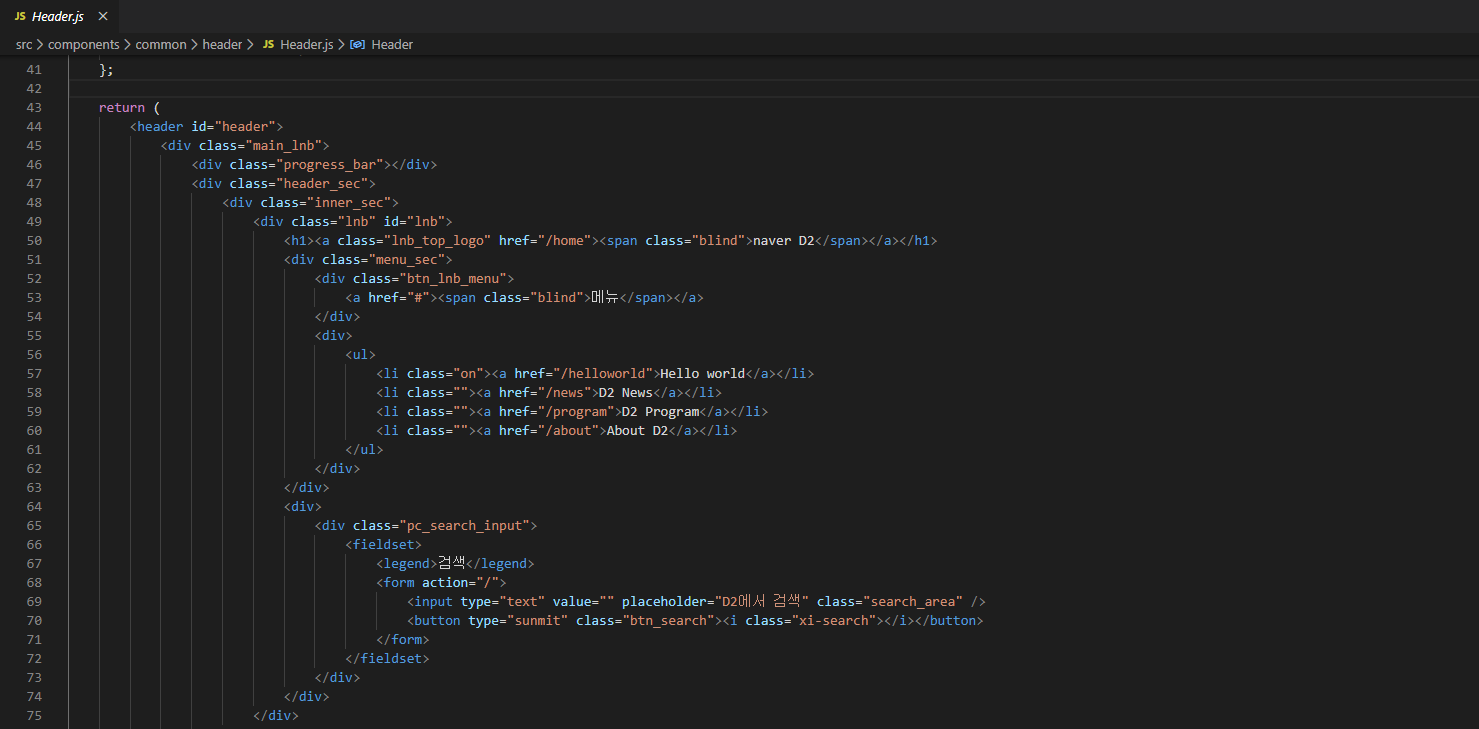 JS Header.js ×
src > components > common > header > JS Header.js > Header
41 };
42
43 return (
44 <header id="header">
45 <div class="main_lnb">
46 <div class="progress_bar"></div>
47 <div class="header_sec">
48 <div class="inner_sec">
49 <div class="lnb" id="lnb">
50 <h1><a class="lnb_top_logo" href="/home"><span class="blind">naver D2</span></a></h1>
51 <div class="menu_sec">
52 <div class="btn_lnb_menu">
53 <a href="#"><span class="blind">메뉴</span></a>
54 </div>
55 <div>
56 <ul>
57 <li class="on"><a href="/helloworld">Hello world</a></li>
58 <li class=""><a href="/news">D2 News</a></li>
59 <li class=""><a href="/program">D2 Program</a></li>
60 <li class=""><a href="/about">About D2</a></li>
61 </ul>
62 </div>
63 </div>
64 <div>
65 <div class="pc_search_input">
66 <fieldset>
67 <legend>검색</legend>
68 <form action="/">
69 <input type="text" value="" placeholder="D2에서 검색" class="search_area" />
70 <button type="sunmit" class="btn_search"><i class="xi-search"></i></button>
71 </form>
72 </fieldset>
73 </div>
74 </div>
75 </div>